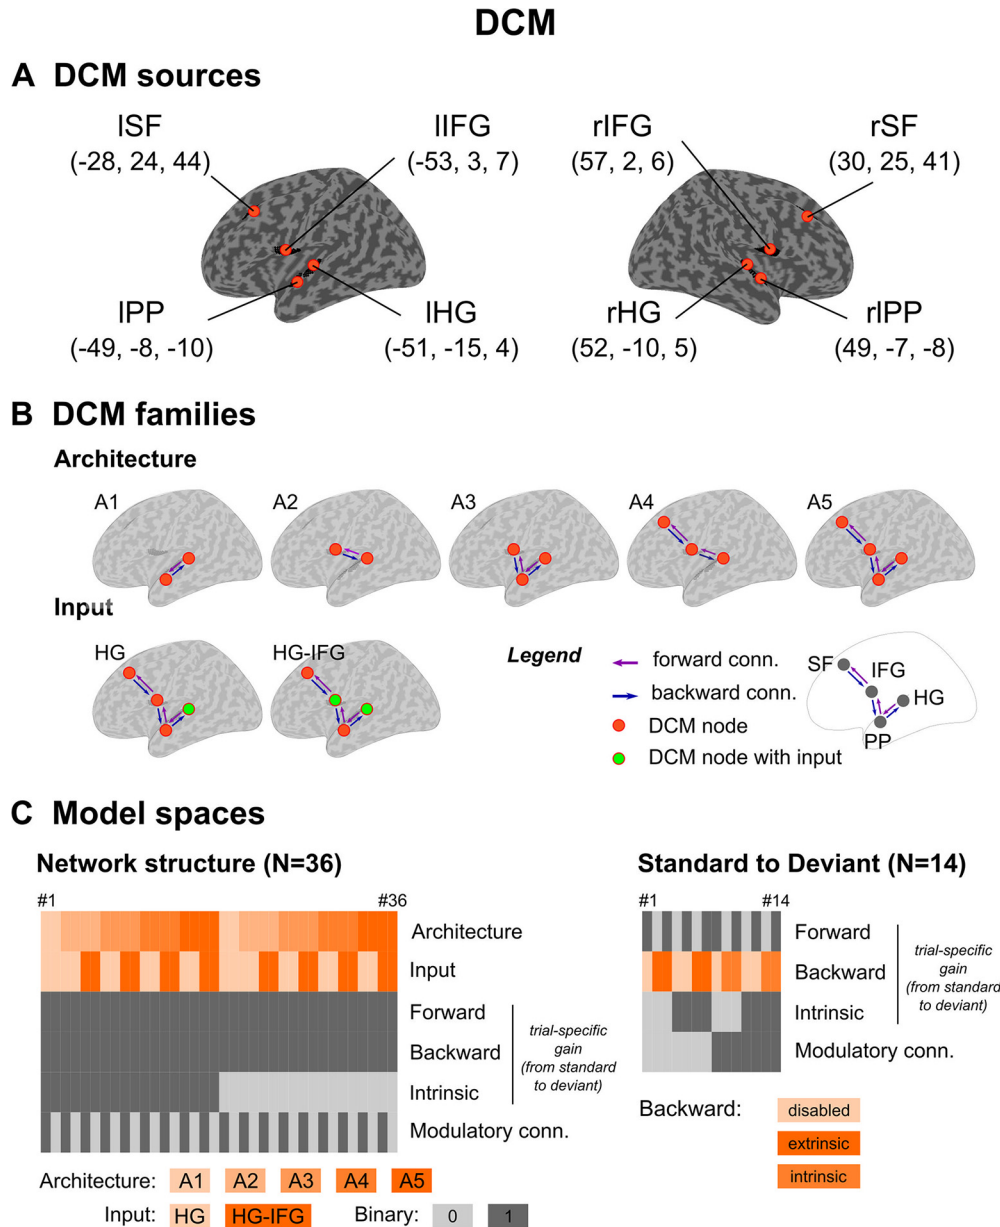 DCM
A DCM sources
lSF lIFG rIFG rSF
(-28, 24, 44) (-53, 3, 7) (57, 2, 6) (30, 25, 41)
lPP lHG rHG rlPP
(-49, -8, -10) (-51, -15, 4) (52, -10, 5) (49, -7, -8)
B DCM families
Architecture
A1 A2 A3 A4 A5
Input
HG HG-IFG
Legend
forward conn.
backward conn.
DCM node
DCM node with input
SF IFG
HG
PP
C Model spaces
Network structure (N=36)
#1 #36
Architecture
Input
Forward
Backward
Intrinsic
trial-specific
gain
(from standard
to deviant)
Modulatory conn.
Architecture: A1 A2 A3 A4 A5
Input: HG HG-IFG Binary: 0 1
Standard to Deviant (N=14)
#1 #14
Forward
Backward
Intrinsic
trial-specific
gain
(from standard
to deviant)
Modulatory conn.
Backward: disabled
extrinsic
intrinsic